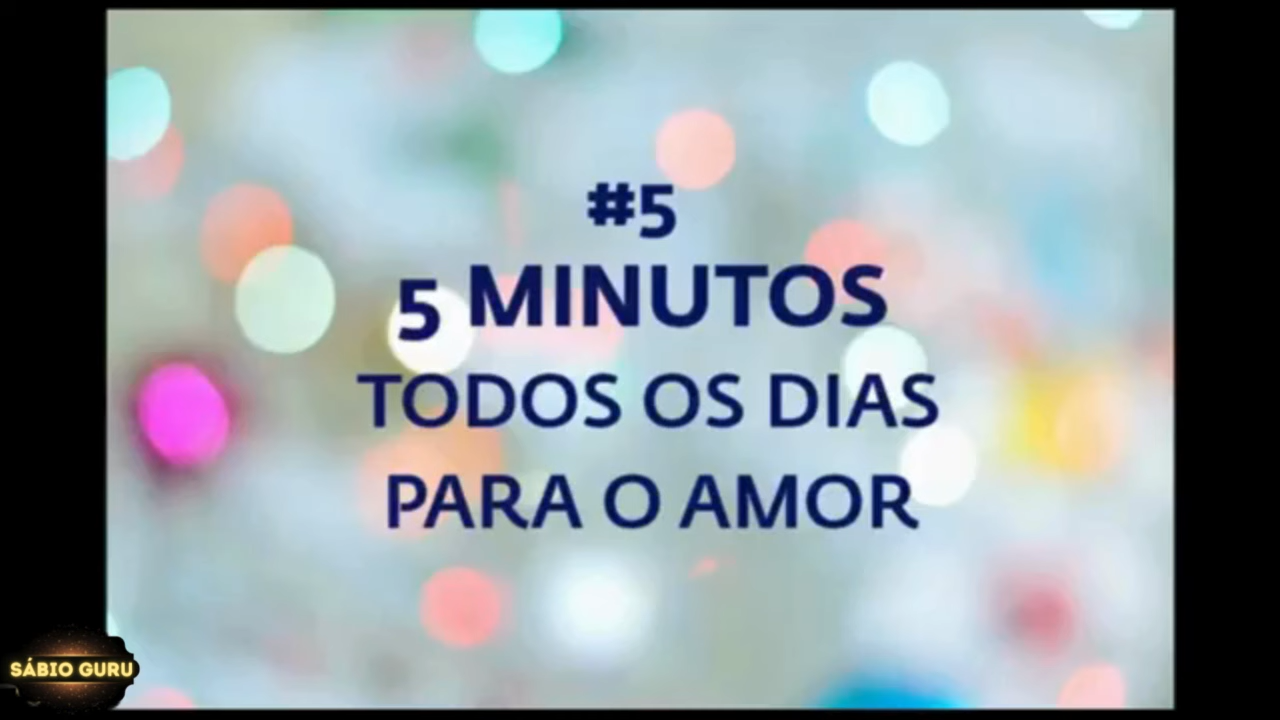 #5
5 MINUTOS
TODOS OS DIAS
PARA O AMOR
SÁBIO GURU